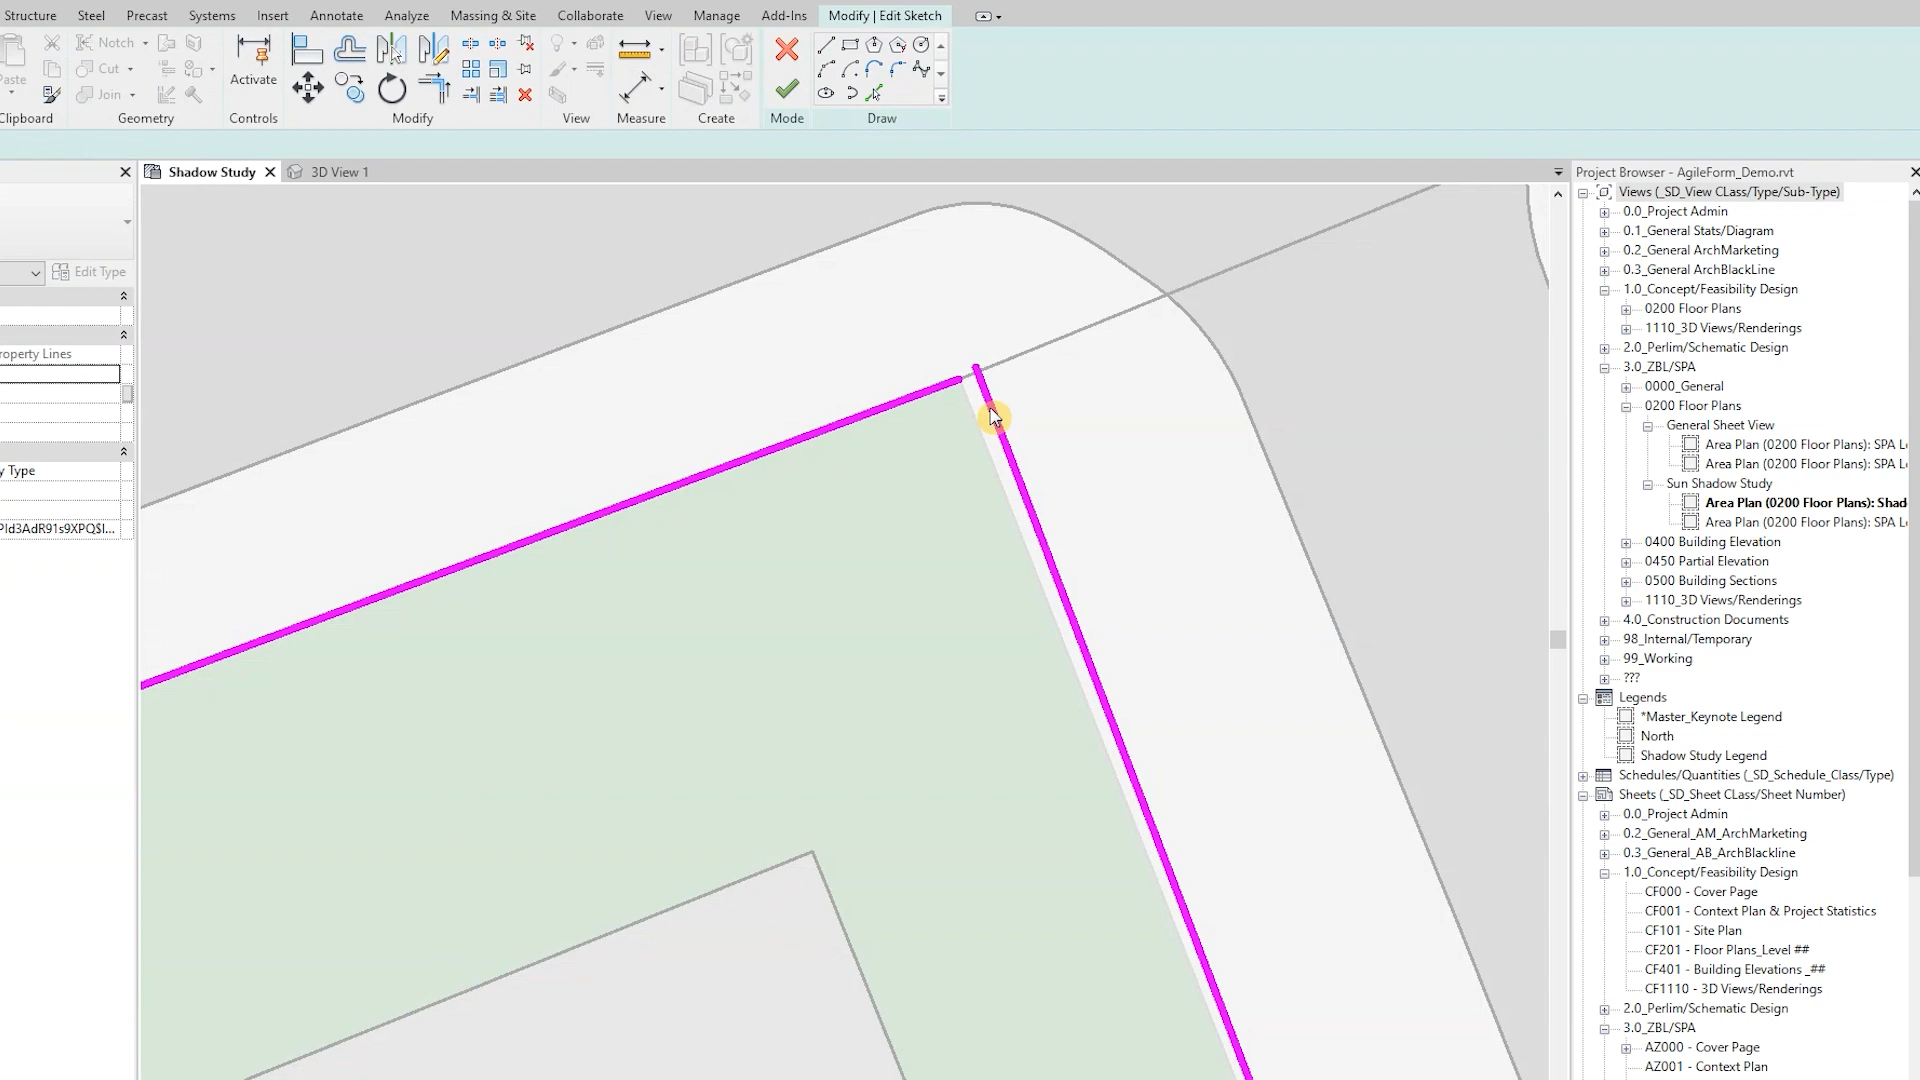 Structure Steel Precast Systems Insert Annotate Analyze Massing & Site Collaborate View Manage Add-Ins Modify | Edit Sketch
Paste
Notch
Cut
Join
Activate
Clipboard Geometry Controls Modify View Measure Create Mode Draw
Shadow Study
3D View 1
Project Browser - AgileForm_Demo.rvt
Edit Type
roperty Lines
y Type
PId3AdR91s9XPQ$I...
Views (_SD_View CLass/Type/Sub-Type)
0.0_Project Admin
0.1_General Stats/Diagram
0.2_General ArchMarketing
0.3_General ArchBlackLine
1.0_Concept/Feasibility Design
0200 Floor Plans
1110_3D Views/Renderings
2.0_Perlim/Schematic Design
3.0_ZBL/SPA
0000_General
0200 Floor Plans
General Sheet View
Area Plan (0200 Floor Plans): SPA L
Area Plan (0200 Floor Plans): SPA L
Sun Shadow Study
Area Plan (0200 Floor Plans): Shad
Area Plan (0200 Floor Plans): SPA L
0400 Building Elevation
0450 Partial Elevation
0500 Building Sections
1110_3D Views/Renderings
4.0_Construction Documents
98_Internal/Temporary
99_Working
???
Legends
*Master_Keynote Legend
North
Shadow Study Legend
Schedules/Quantities (_SD_Schedule_Class/Type)
Sheets (_SD_Sheet CLass/Sheet Number)
0.0_Project Admin
0.2_General_AM_ArchMarketing
0.3_General_AB_ArchBlackline
1.0_Concept/Feasibility Design
CF000 - Cover Page
CF001 - Context Plan & Project Statistics
CF101 - Site Plan
CF201 - Floor Plans_Level ##
CF401 - Building Elevations _##
CF1110 - 3D Views/Renderings
2.0_Perlim/Schematic Design
3.0_ZBL/SPA
AZ000 - Cover Page
AZ001 - Context Plan